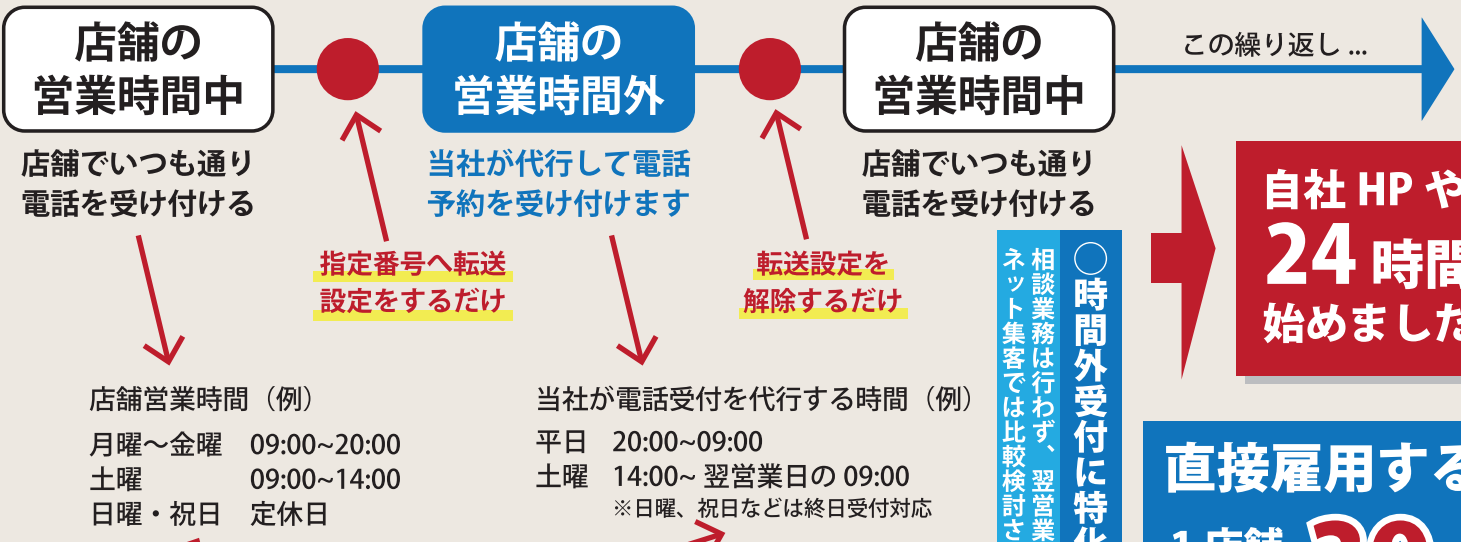 店舗の
営業時間中
店舗の
営業時間外
店舗の
営業時間中
この繰り返し...
店舗でいつも通り
電話を受け付ける
当社が代行して電話
予約を受け付けます
店舗でいつも通り
電話を受け付ける
指定番号へ転送
設定をするだけ
転送設定を
解除するだけ
店舗営業時間（例）
月曜～金曜 09:00~20:00
土曜 09:00~14:00
日曜・祝日 定休日
当社が電話受付を代行する時間（例）
平日 20:00~09:00
土曜 14:00~ 翌営業日の 09:00
※日曜、祝日などは終日受付対応
◯時間外受付に特化
相談業務は行わず、翌営業
ネット集客では比較検討さ
自社 HP や
24 時間
始めました
直接雇用する
1 店舗 20